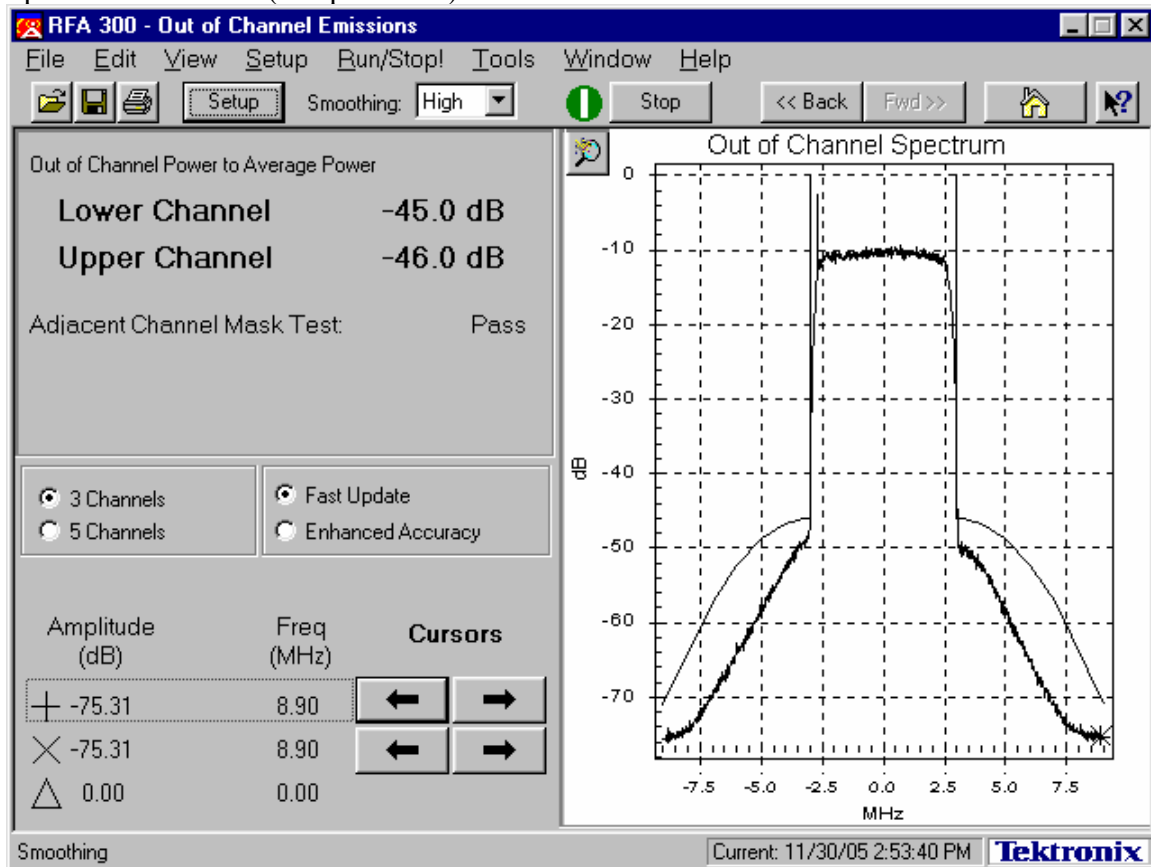 RFA 300 - Out of Channel Emissions
File Edit View Setup Run/Stop! Tools Window Help
Setup Smoothing: High Stop << Back Fwd >>
Out of Channel Power to Average Power
Lower Channel -45.0 dB
Upper Channel -46.0 dB
Adjacent Channel Mask Test: Pass
3 Channels
5 Channels
Fast Update
Enhanced Accuracy
Amplitude (dB) Freq (MHz) Cursors
-75.31 8.90
-75.31 8.90
0.00 0.00
Out of Channel Spectrum
0
-10
-20
-30
-40
-50
-60
-70
dB
-7.5 -5.0 -2.5 0.0 2.5 5.0 7.5
MHz
Smoothing Current: 11/30/05 2:53:40 PM Tektronix